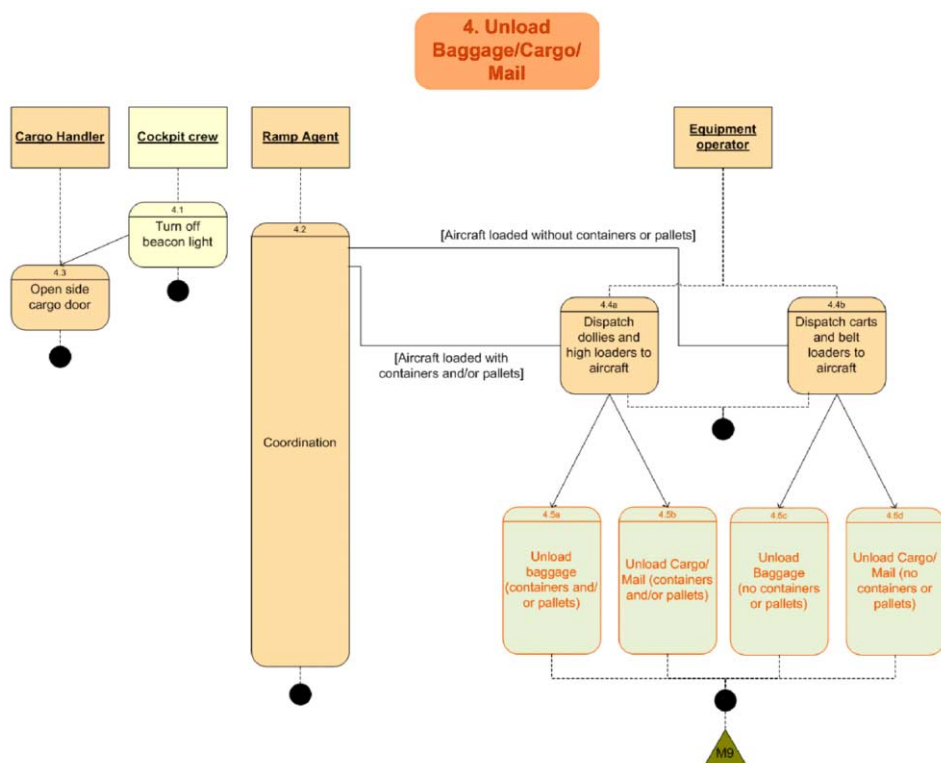 4. Unload
Baggage/Cargo/
Mail
Cargo Handler
Cockpit crew
Ramp Agent
Equipment
operator
4.1
Turn off
beacon light
4.2
Coordination
4.3
Open side
cargo door
[Aircraft loaded without containers or pallets]
[Aircraft loaded with
containers and/or pallets]
4.4a
Dispatch
dollies and
high loaders to
aircraft
4.4b
Dispatch carts
and belt
loaders to
aircraft
4.5a
Unload
baggage
(containers and/
or pallets)
4.5b
Unload Cargo/
Mail (containers
and/or pallets)
4.5c
Unload
Baggage
(no containers
or pallets)
4.5d
Unload Cargo/
Mail (no
containers or
pallets)
M9